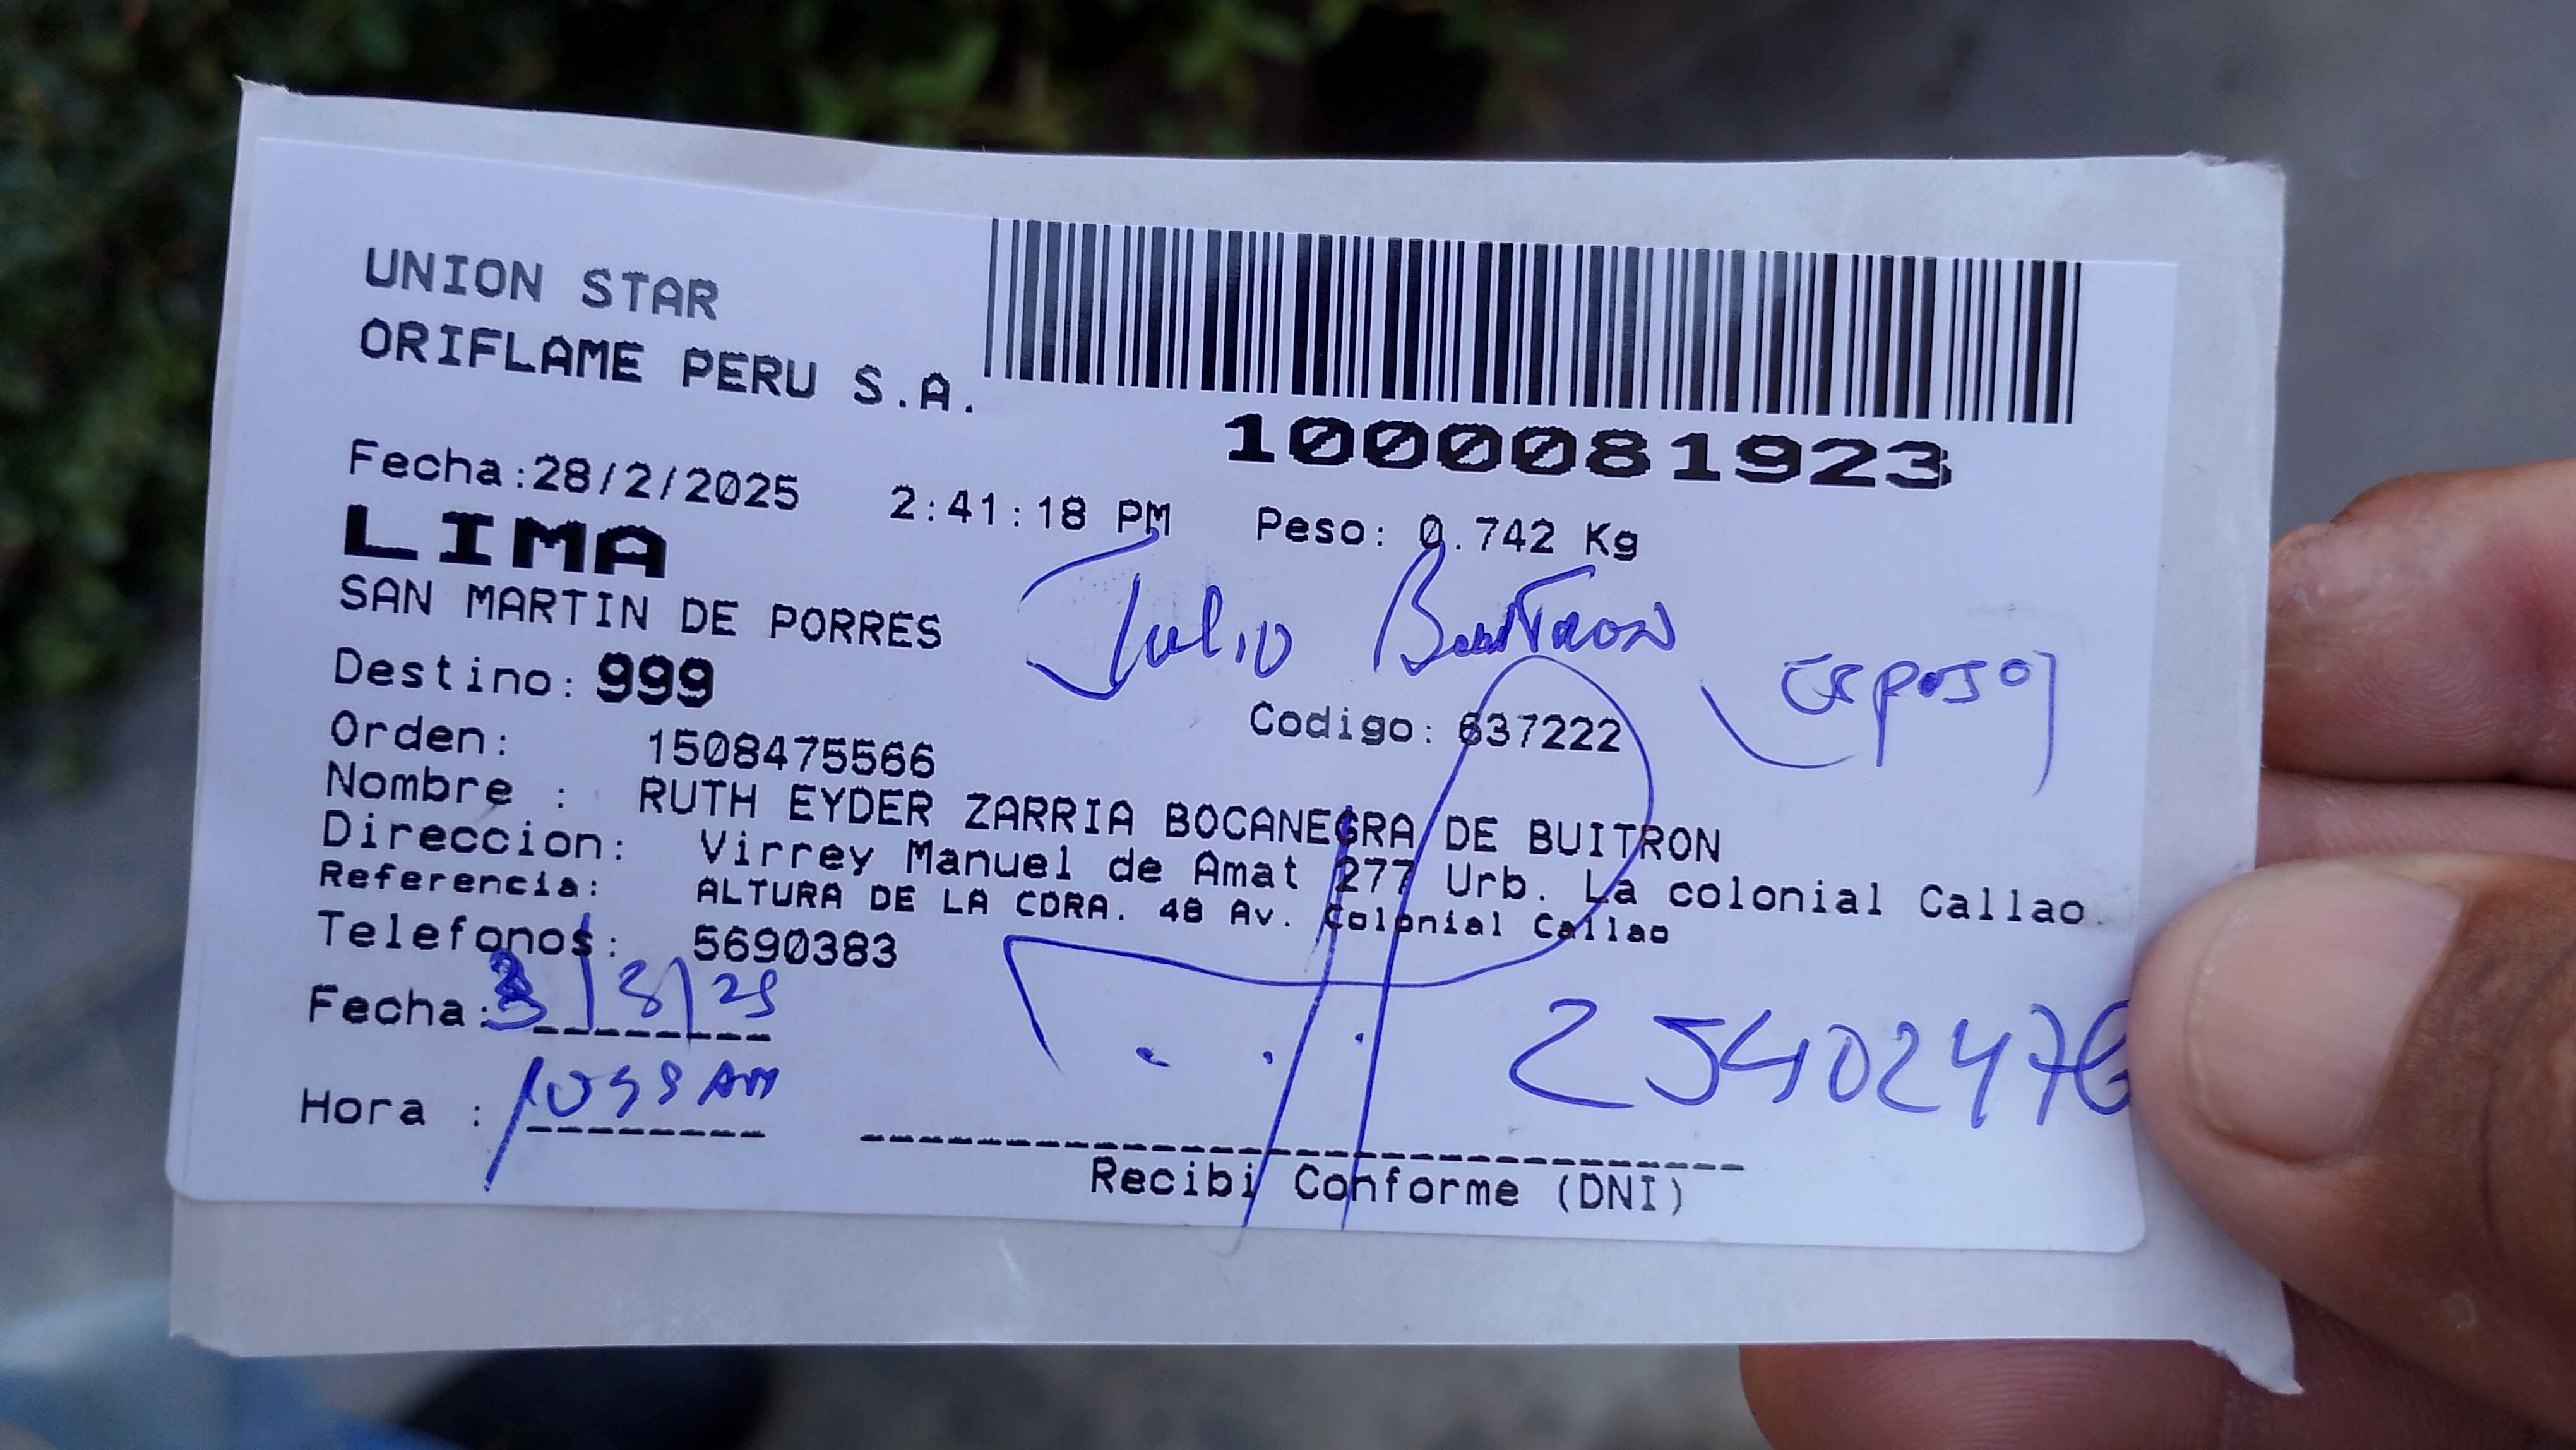 UNION STAR
ORIFLAME PERU S.A.
1000081923
Fecha:28/2/2025 2:41:18 PM Peso: 0.742 Kg
LIMA
SAN MARTIN DE PORRES
Julio Buitron
(Esposo)
Destino: 999
Codigo: 637222
Orden: 1508475566
Nombre : RUTH EYDER ZARRIA BOCANEGRA DE BUITRON
Direccion: Virrey Manuel de Amat 277 Urb. La colonial Callao.
Referencia: ALTURA DE LA CDRA. 48 Av. Colonial Callao
Telefonos: 5690383
Fecha: 3/3/25
25402476
Hora :
Recibi Conforme (DNI)